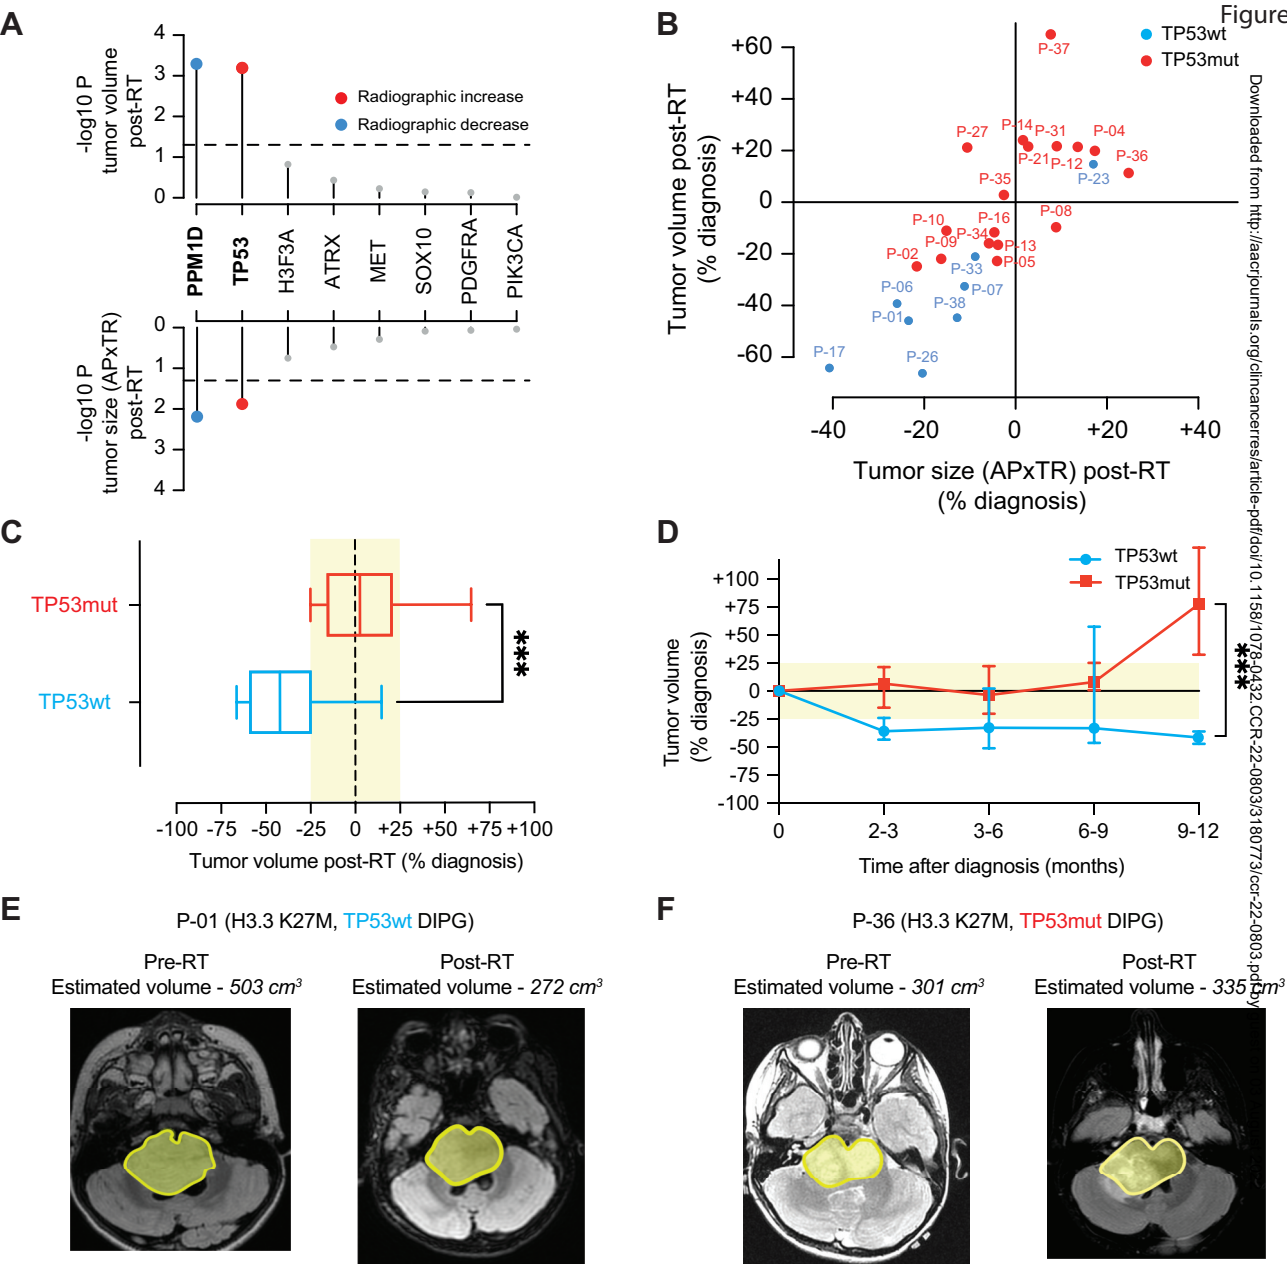 Figure
A
-log10 P
tumor volume
post-RT
4
3
2
1
0
Radiographic increase
Radiographic decrease
PPM1D
TP53
H3F3A
ATRX
MET
SOX10
PDGFRA
PIK3CA
-log10 P
tumor size (APxTR)
post-RT
0
1
2
3
4
B
Tumor volume post-RT
(% diagnosis)
+60
+40
+20
0
-20
-40
-60
TP53wt
TP53mut
P-37
P-27
P-14
P-31
P-04
P-21
P-12
P-36
P-23
P-35
P-10
P-16
P-08
P-34
P-09
P-13
P-02
P-05
P-33
P-06
P-07
P-38
P-01
P-17
P-26
-40
-20
0
+20
+40
Tumor size (APxTR) post-RT
(% diagnosis)
C
TP53mut
TP53wt
***
-100 -75 -50 -25 0 +25 +50 +75 +100
Tumor volume post-RT (% diagnosis)
D
Tumor volume
(% diagnosis)
+100
+75
+50
+25
0
-25
-50
-75
-100
TP53wt
TP53mut
***
0 2-3 3-6 6-9 9-12
Time after diagnosis (months)
E
P-01 (H3.3 K27M, TP53wt DIPG)
Pre-RT
Estimated volume - 503 cm³
Post-RT
Estimated volume - 272 cm³
F
P-36 (H3.3 K27M, TP53mut DIPG)
Pre-RT
Estimated volume - 301 cm³
Post-RT
Estimated volume - 335 cm³
Downloaded from http://aacrjournals.org/clincancerres/article-pdf/doi/10.1158/1078-0432.CCR-22-0803/3180773/ccr-22-0803.pdf by